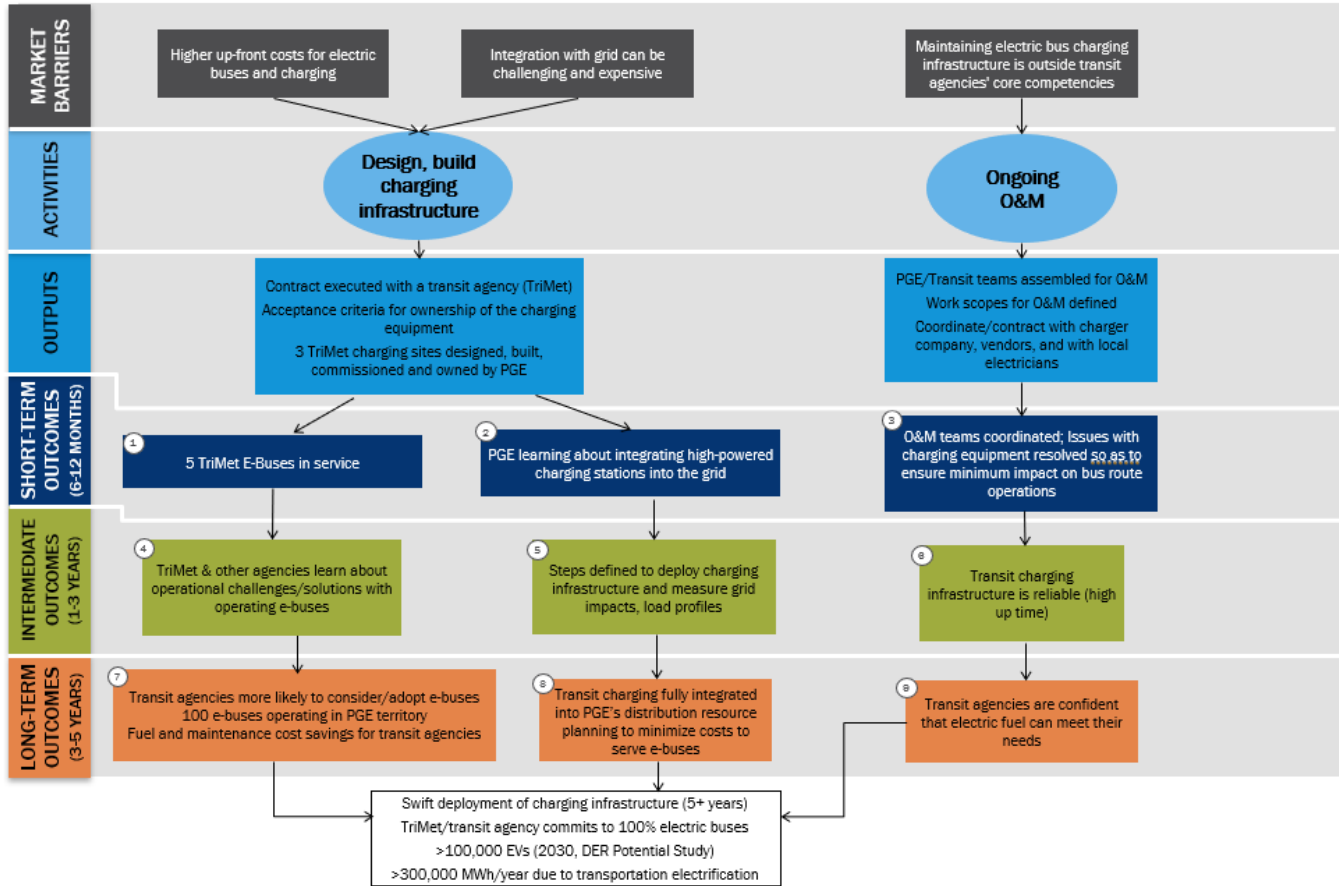 MARKET
BARRIERS
Higher up-front costs for electric
buses and charging
Integration with grid can be
challenging and expensive
Maintaining electric bus charging
infrastructure is outside transit
agencies' core competencies
ACTIVITIES
Design, build
charging
infrastructure
Ongoing
O&M
OUTPUTS
Contract executed with a transit agency (TriMet)
Acceptance criteria for ownership of the charging
equipment
3 TriMet charging sites designed, built,
commissioned and owned by PGE
PGE/Transit teams assembled for O&M
Work scopes for O&M defined
Coordinate/contract with charger
company, vendors, and with local
electricians
SHORT-TERM
OUTCOMES
(6-12 MONTHS)
1
5 TriMet E-Buses in service
2
PGE learning about integrating high-powered
charging stations into the grid
3
O&M teams coordinated; Issues with
charging equipment resolved so as to
ensure minimum impact on bus route
operations
INTERMEDIATE
OUTCOMES
(1-3 YEARS)
4
TriMet & other agencies learn about
operational challenges/solutions with
operating e-buses
5
Steps defined to deploy charging
infrastructure and measure grid
impacts, load profiles
6
Transit charging
infrastructure is reliable (high
up time)
LONG-TERM
OUTCOMES
(3-5 YEARS)
7
Transit agencies more likely to consider/adopt e-buses
100 e-buses operating in PGE territory
Fuel and maintenance cost savings for transit agencies
8
Transit charging fully integrated
into PGE's distribution resource
planning to minimize costs to
serve e-buses
9
Transit agencies are confident
that electric fuel can meet their
needs
Swift deployment of charging infrastructure (5+ years)
TriMet/transit agency commits to 100% electric buses
>100,000 EVs (2030, DER Potential Study)
>300,000 MWh/year due to transportation electrification